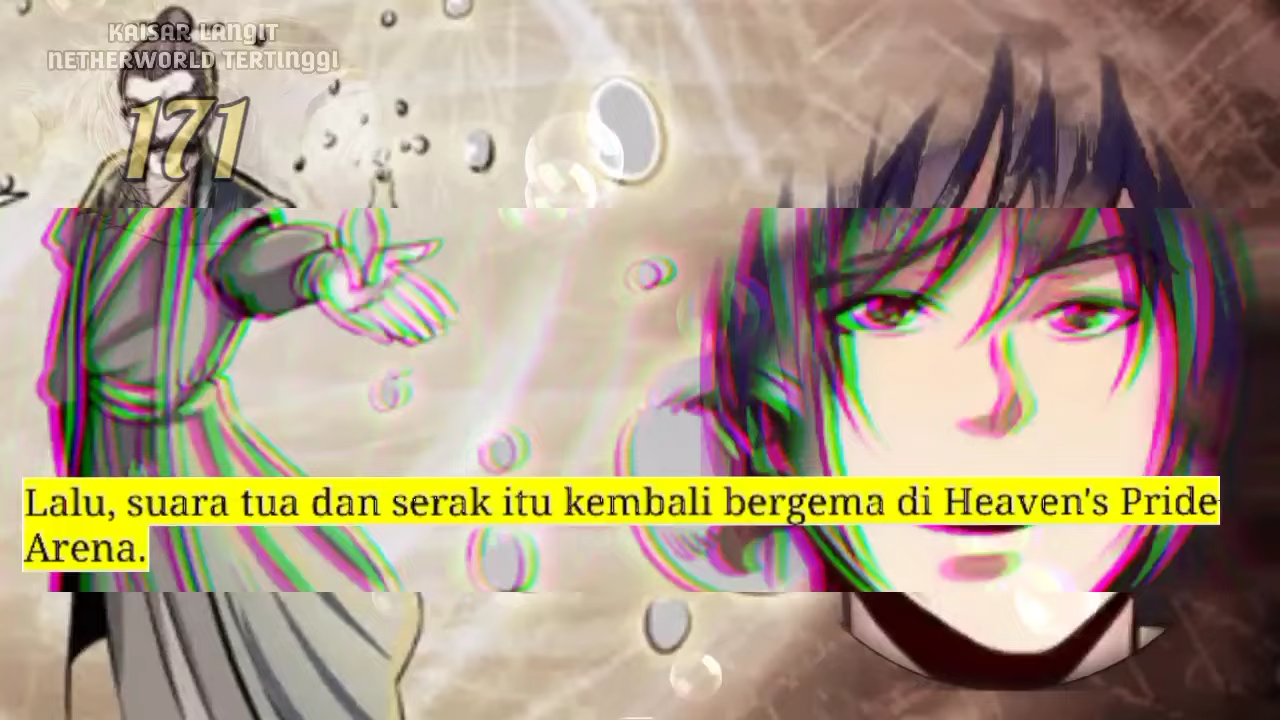 KAISAR LANGIT
NETHERWORLD TERTINGGI
171
Lalu, suara tua dan serak itu kembali bergema di Heaven's Pride
Arena.